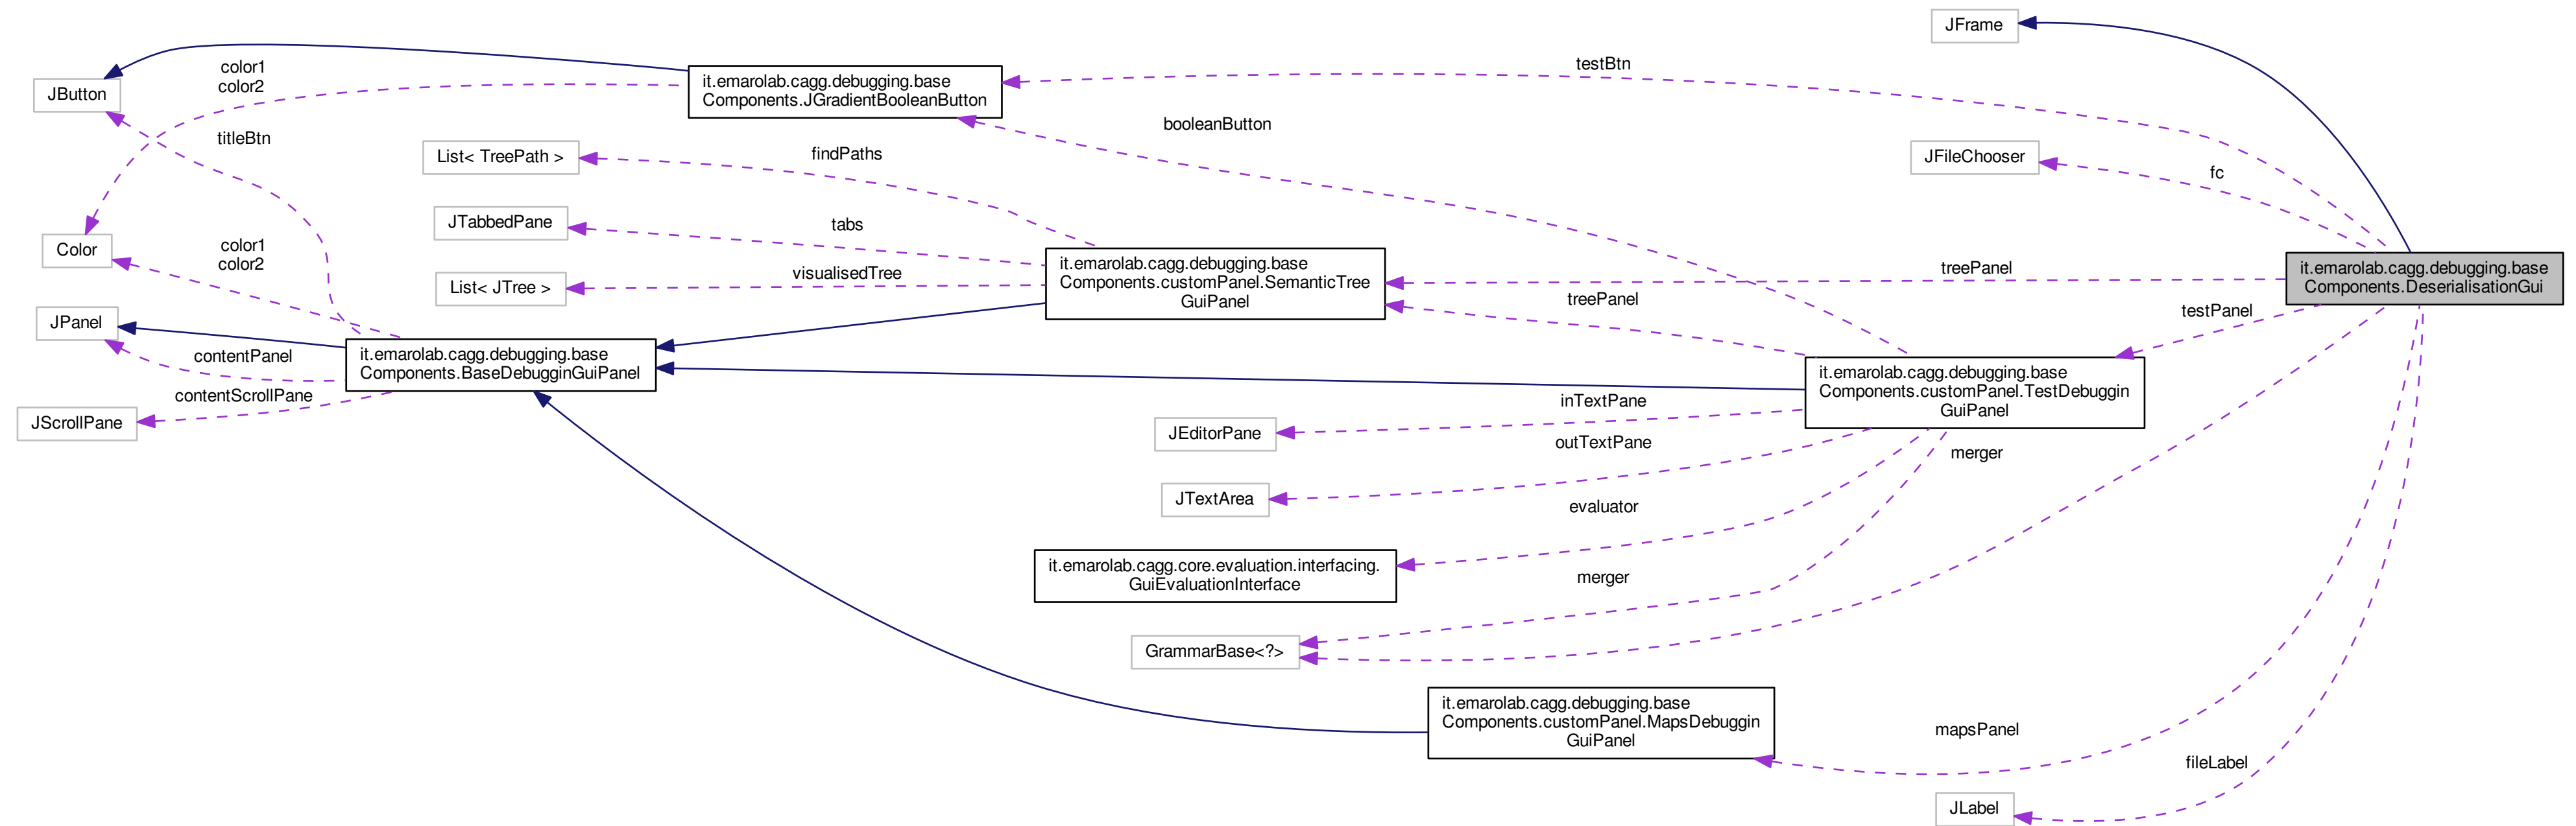 JFrame
color1
color2
testBtn
it.emarolab.cagg.debugging.base
Components.JGradientBooleanButton
JButton
booleanButton
titleBtn
findPaths
List< TreePath >
JFileChooser
fc
JTabbedPane
tabs
Color
color1
color2
it.emarolab.cagg.debugging.base
Components.customPanel.SemanticTree
GuiPanel
treePanel
it.emarolab.cagg.debugging.base
Components.DeserialisationGui
visualisedTree
List< JTree >
treePanel
testPanel
JPanel
contentPanel
it.emarolab.cagg.debugging.base
Components.BaseDebugginGuiPanel
it.emarolab.cagg.debugging.base
Components.customPanel.TestDebuggin
GuiPanel
contentScrollPane
JScrollPane
inTextPane
JEditorPane
outTextPane
merger
JTextArea
evaluator
it.emarolab.cagg.core.evaluation.interfacing.
GuiEvaluationInterface
merger
GrammarBase<?>
it.emarolab.cagg.debugging.base
Components.customPanel.MapsDebuggin
GuiPanel
mapsPanel
fileLabel
JLabel